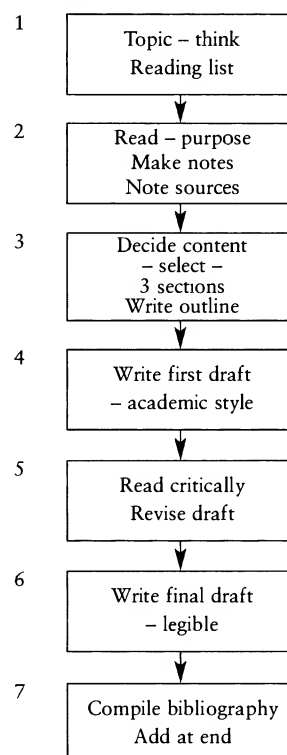 1
Topic – think
Reading list
2
Read – purpose
Make notes
Note sources
3
Decide content
– select –
3 sections
Write outline
4
Write first draft
– academic style
5
Read critically
Revise draft
6
Write final draft
– legible
7
Compile bibliography
Add at end